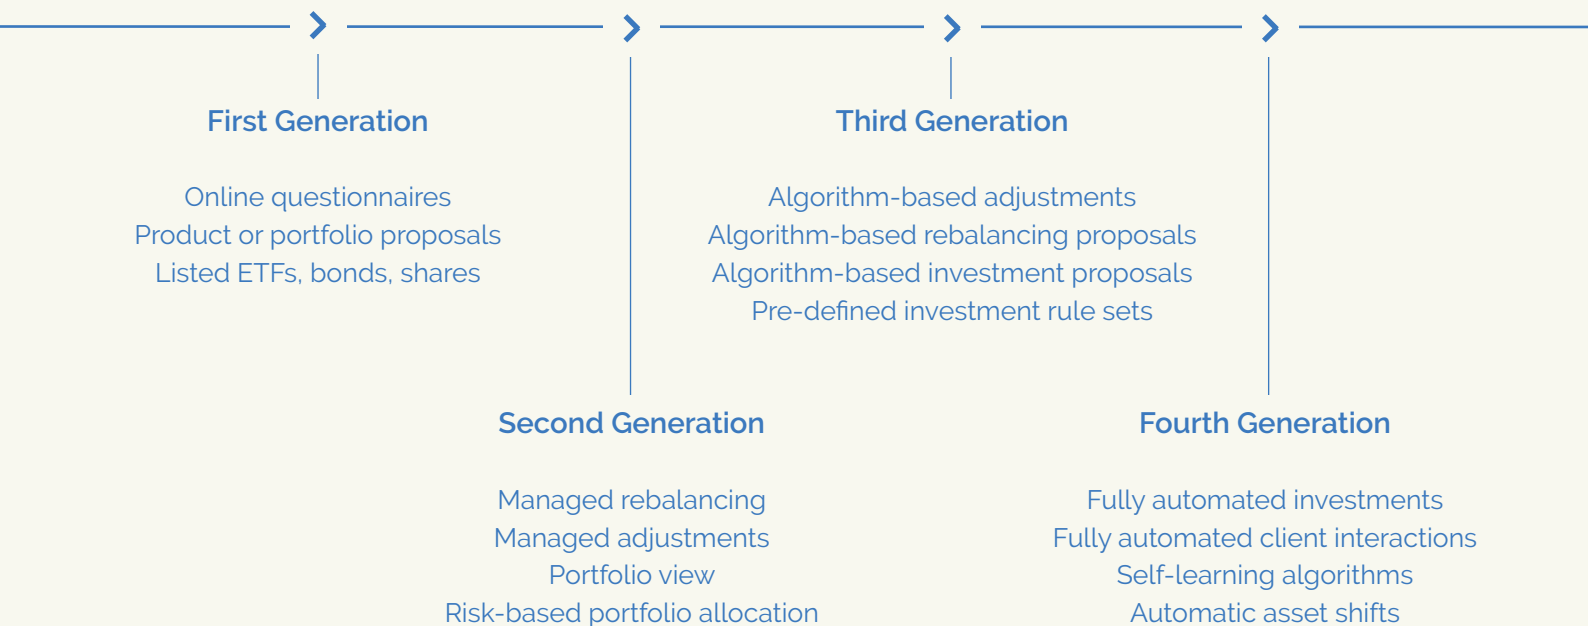 First Generation
Online questionnaires
Product or portfolio proposals
Listed ETFs, bonds, shares
Second Generation
Managed rebalancing
Managed adjustments
Portfolio view
Risk-based portfolio allocation
Third Generation
Algorithm-based adjustments
Algorithm-based rebalancing proposals
Algorithm-based investment proposals
Pre-defined investment rule sets
Fourth Generation
Fully automated investments
Fully automated client interactions
Self-learning algorithms
Automatic asset shifts